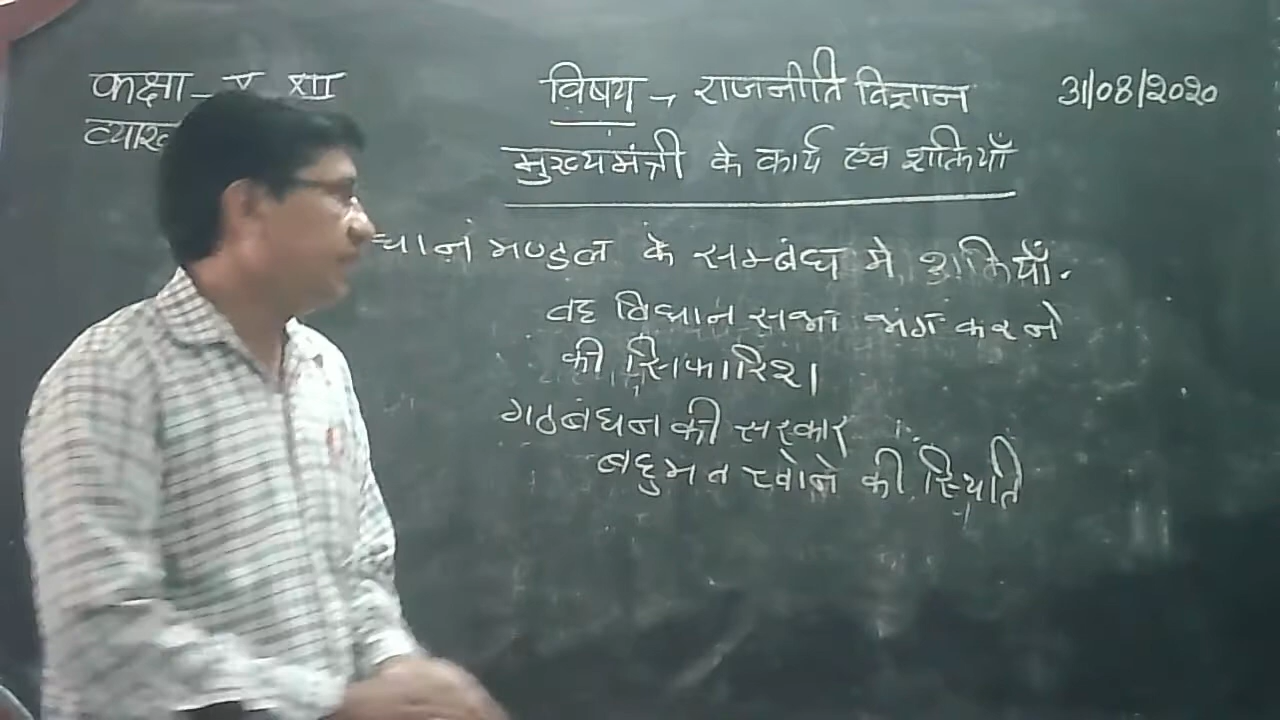 कक्षा - XII
विषय → राजनीति विज्ञान
31/08/2020
मुख्यमंत्री के कार्य एंव शक्तियाँ
मण्डल के सम्बंध मे शक्तियाँ.
वह विधान सभा भंग करने
की सिफारिश।
गठबंधन की सरकार
बहुमत खोने की स्थिति